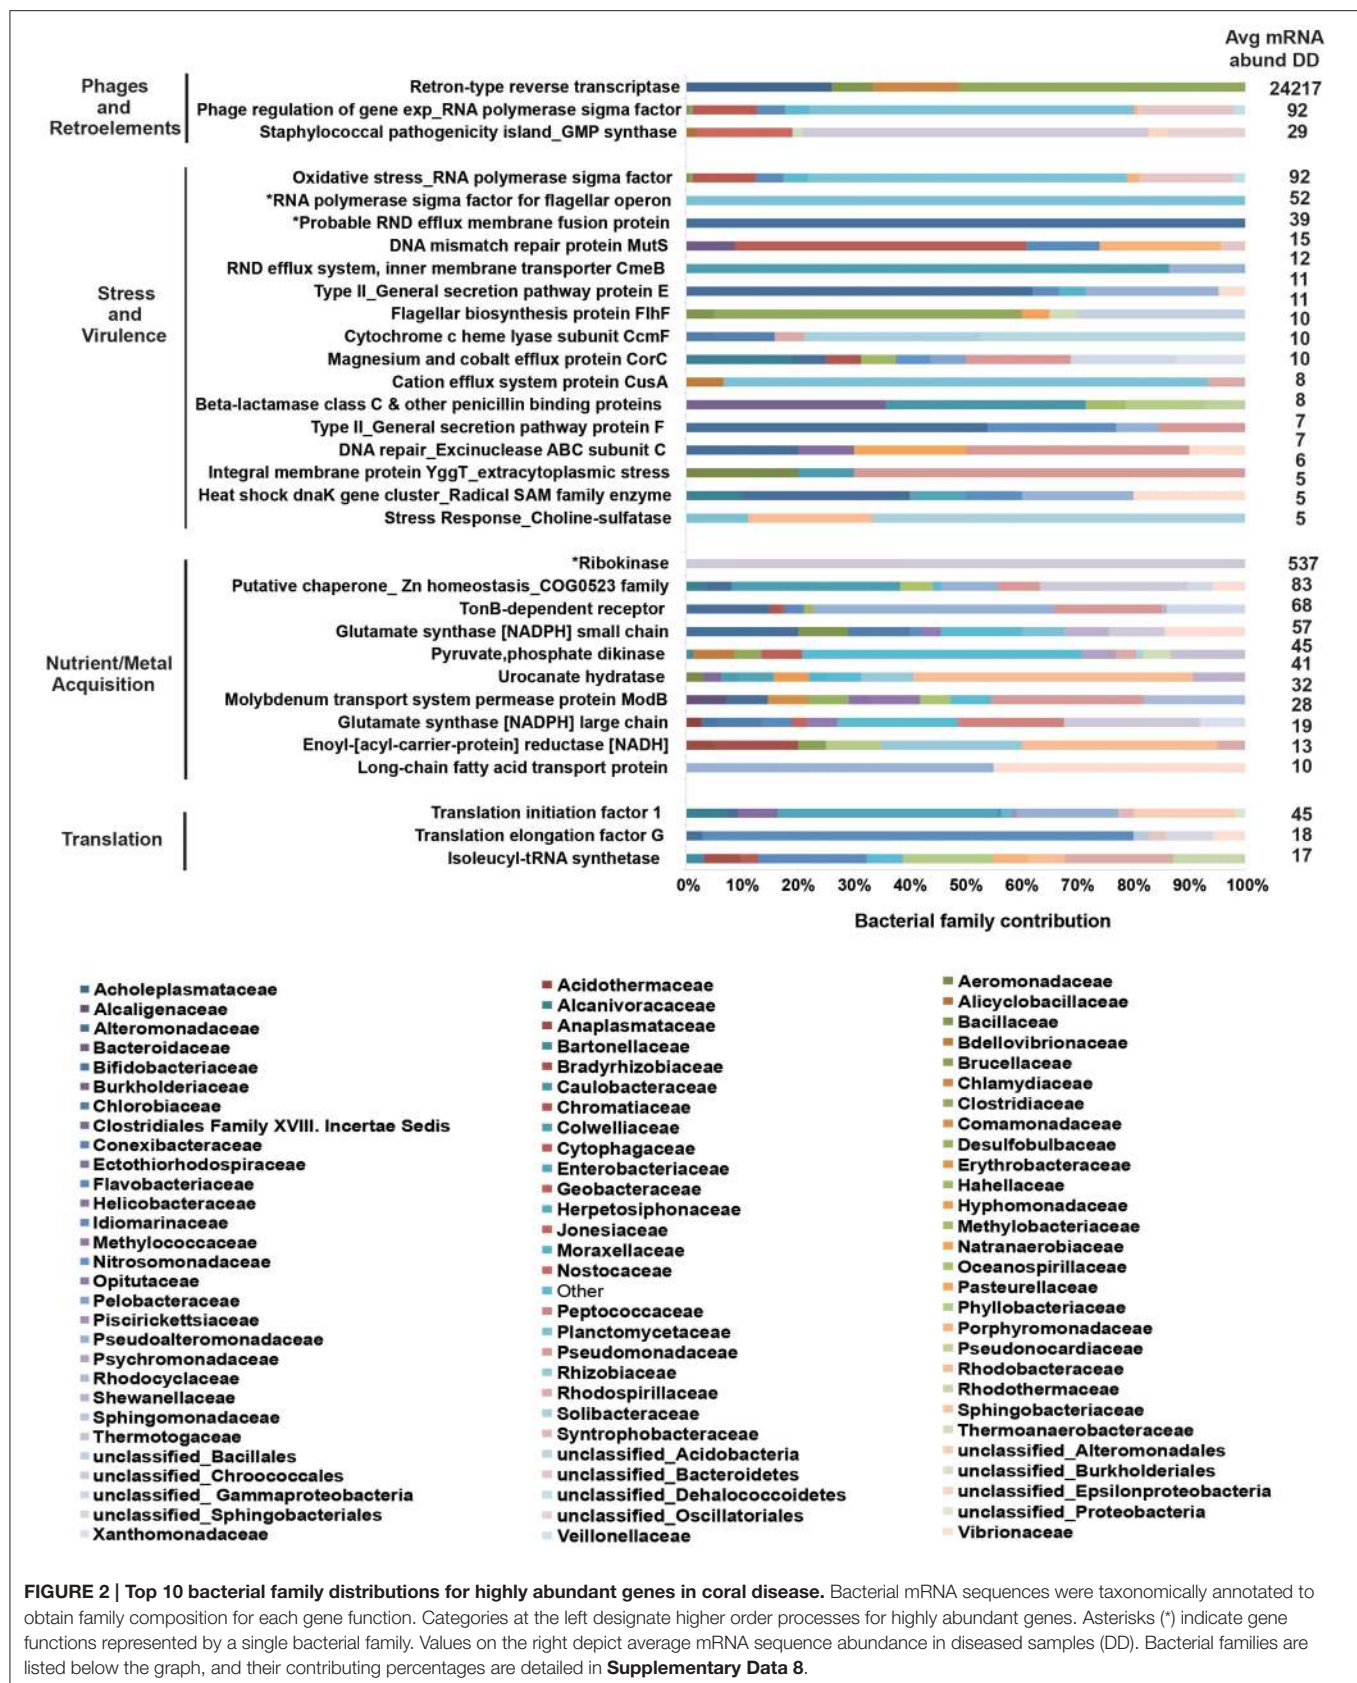 Avg mRNA
abund DD
Phages
and
Retroelements
Retron-type reverse transcriptase 24217
Phage regulation of gene exp_RNA polymerase sigma factor 92
Staphylococcal pathogenicity island_GMP synthase 29
Stress
and
Virulence
Oxidative stress_RNA polymerase sigma factor 92
*RNA polymerase sigma factor for flagellar operon 52
*Probable RND efflux membrane fusion protein 39
DNA mismatch repair protein MutS 15
RND efflux system, inner membrane transporter CmeB 12
Type II_General secretion pathway protein E 11
Flagellar biosynthesis protein FlhF 11
Cytochrome c heme lyase subunit CcmF 10
Magnesium and cobalt efflux protein CorC 10
Cation efflux system protein CusA 10
Beta-lactamase class C & other penicillin binding proteins 8
Type II_General secretion pathway protein F 8
DNA repair_Excinuclease ABC subunit C 7
Integral membrane protein YggT_extracytoplasmic stress 7
Heat shock dnaK gene cluster_Radical SAM family enzyme 6
Stress Response_Choline-sulfatase 5
5
5
Nutrient/Metal
Acquisition
*Ribokinase 537
Putative chaperone_ Zn homeostasis_COG0523 family 83
TonB-dependent receptor 68
Glutamate synthase [NADPH] small chain 57
Pyruvate,phosphate dikinase 45
Urocanate hydratase 41
Molybdenum transport system permease protein ModB 32
Glutamate synthase [NADPH] large chain 28
Enoyl-[acyl-carrier-protein] reductase [NADH] 19
Long-chain fatty acid transport protein 13
10
Translation
Translation initiation factor 1 45
Translation elongation factor G 18
Isoleucyl-tRNA synthetase 17
0% 10% 20% 30% 40% 50% 60% 70% 80% 90% 100%
Bacterial family contribution
Acholeplasmataceae
Alcaligenaceae
Alteromonadaceae
Bacteroidaceae
Bifidobacteriaceae
Burkholderiaceae
Chlorobiaceae
Clostridiales Family XVIII. Incertae Sedis
Conexibacteraceae
Ectothiorhodospiraceae
Flavobacteriaceae
Helicobacteraceae
Idiomarinaceae
Methylococcaceae
Nitrosomonadaceae
Opitutaceae
Pelobacteraceae
Piscirickettsiaceae
Pseudoalteromonadaceae
Psychromonadaceae
Rhodocyclaceae
Shewanellaceae
Sphingomonadaceae
Thermotogaceae
unclassified_Bacillales
unclassified_Chroococcales
unclassified_ Gammaproteobacteria
unclassified_Sphingobacteriales
Xanthomonadaceae
Acidothermaceae
Alcanivoracaceae
Anaplasmataceae
Bartonellaceae
Bradyrhizobiaceae
Caulobacteraceae
Chromatiaceae
Colwelliaceae
Cytophagaceae
Enterobacteriaceae
Geobacteraceae
Herpetosiphonaceae
Jonesiaceae
Moraxellaceae
Nostocaceae
Other
Peptococcaceae
Planctomycetaceae
Pseudomonadaceae
Rhizobiaceae
Rhodospirillaceae
Solibacteraceae
Syntrophobacteraceae
unclassified_Acidobacteria
unclassified_Bacteroidetes
unclassified_Dehalococcoidetes
unclassified_Oscillatoriales
Veillonellaceae
Aeromonadaceae
Alicyclobacillaceae
Bacillaceae
Bdellovibrionaceae
Brucellaceae
Chlamydiaceae
Clostridiaceae
Comamonadaceae
Desulfobulbaceae
Erythrobacteraceae
Hahellaceae
Hyphomonadaceae
Methylobacteriaceae
Natranaerobiaceae
Oceanospirillaceae
Pasteurellaceae
Phyllobacteriaceae
Porphyromonadaceae
Pseudonocardiaceae
Rhodobacteraceae
Rhodothermaceae
Sphingobacteriaceae
Thermoanaerobacteraceae
unclassified_Alteromonadales
unclassified_Burkholderiales
unclassified_Epsilonproteobacteria
unclassified_Proteobacteria
Vibrionaceae
FIGURE 2 | Top 10 bacterial family distributions for highly abundant genes in coral disease. Bacterial mRNA sequences were taxonomically annotated to
obtain family composition for each gene function. Categories at the left designate higher order processes for highly abundant genes. Asterisks (*) indicate gene
functions represented by a single bacterial family. Values on the right depict average mRNA sequence abundance in diseased samples (DD). Bacterial families are
listed below the graph, and their contributing percentages are detailed in Supplementary Data 8.